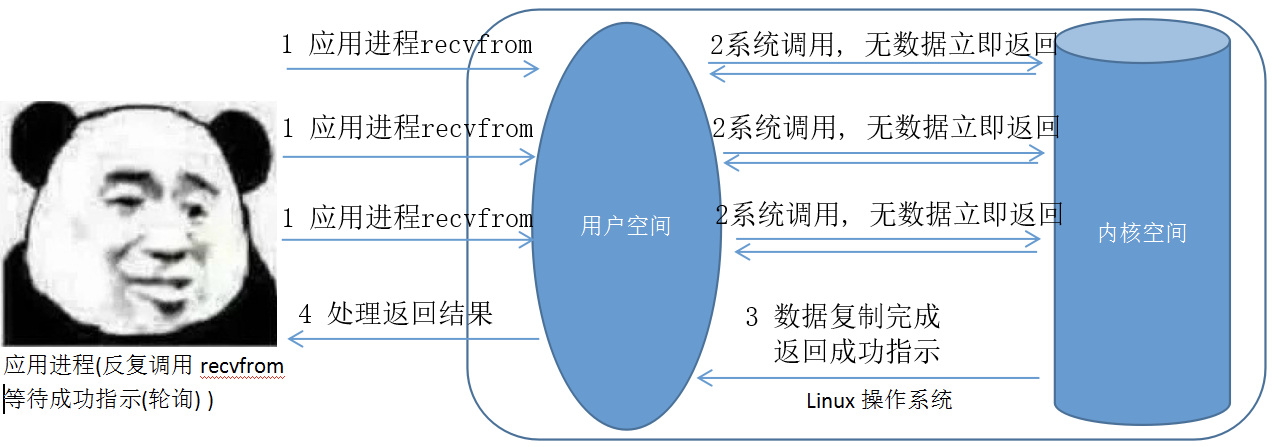 1 应用进程recvfrom
2系统调用, 无数据立即返回
1 应用进程recvfrom
2系统调用, 无数据立即返回
1 应用进程recvfrom
2系统调用, 无数据立即返回
用户空间
内核空间
4 处理返回结果
3 数据复制完成
返回成功指示
应用进程(反复调用 recvfrom
等待成功指示(轮询) )
Linux 操作系统